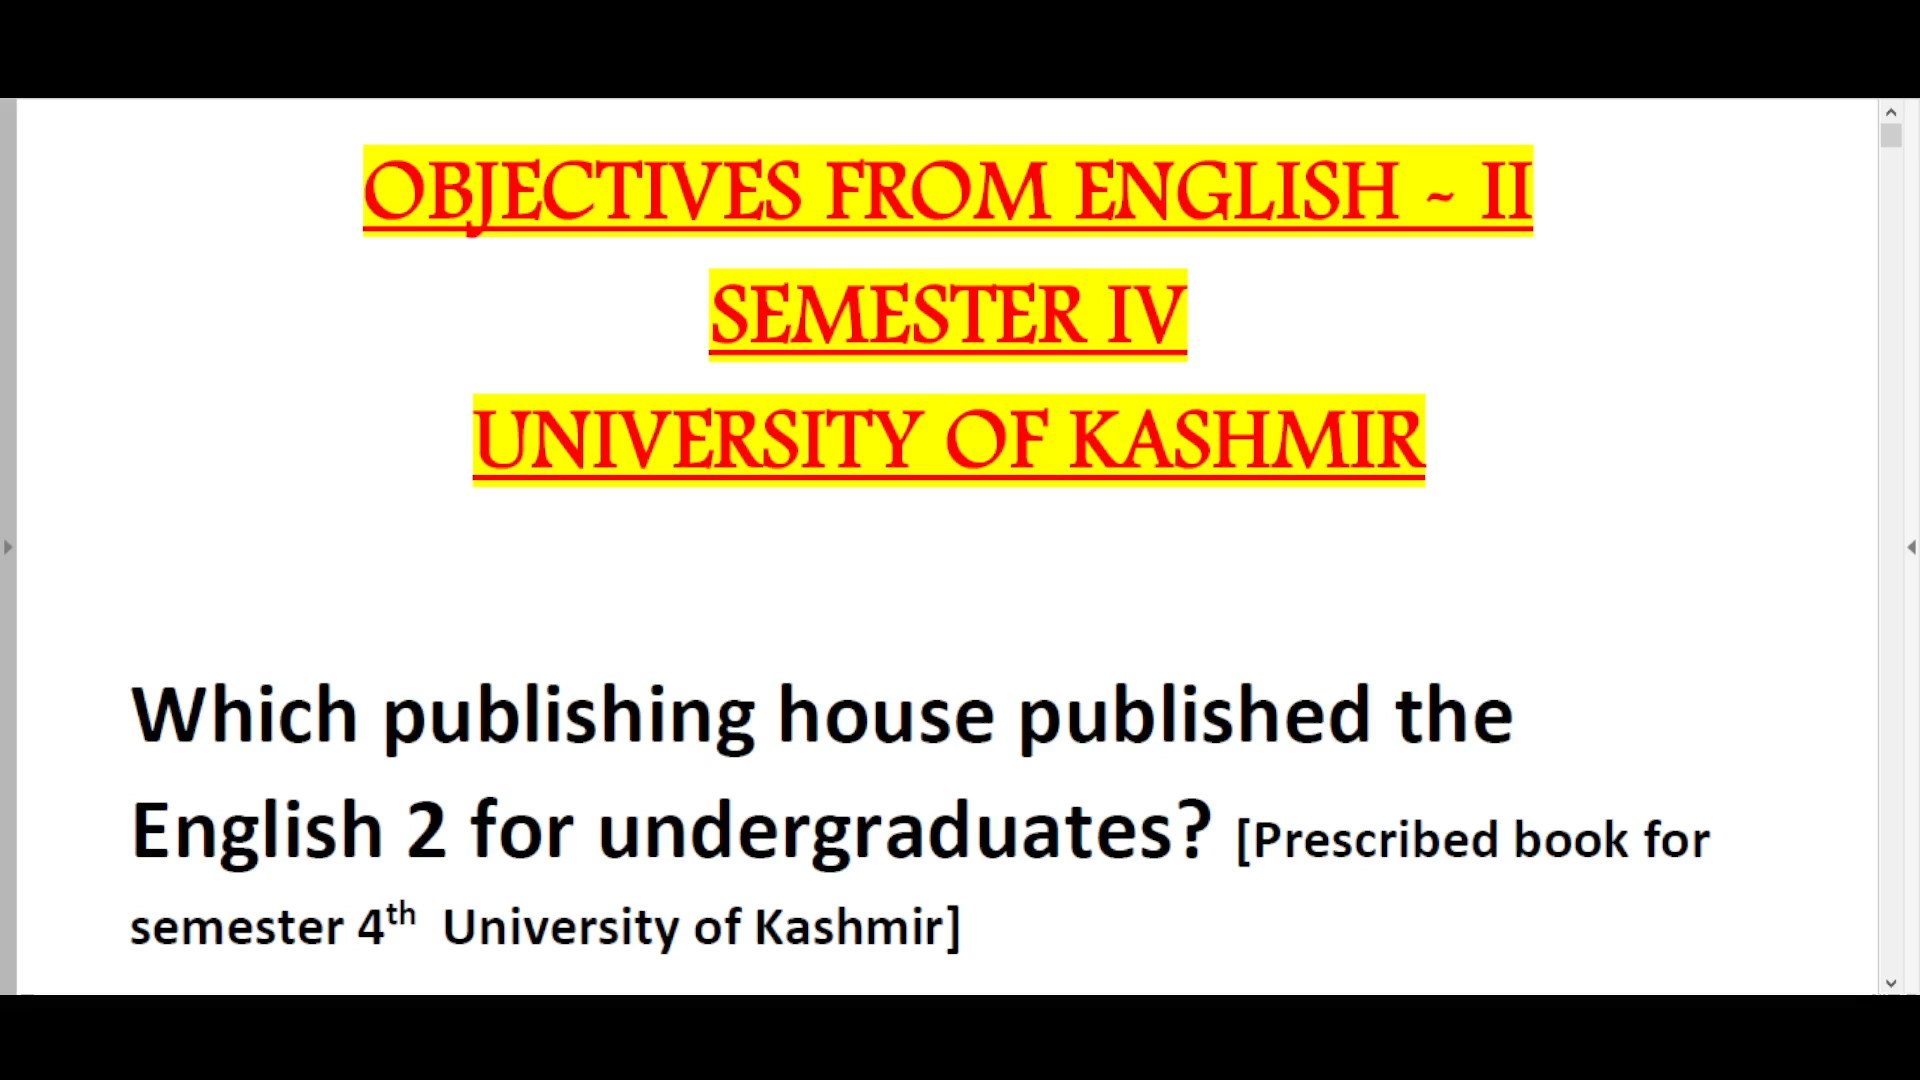 OBJECTIVES FROM ENGLISH ~ II
SEMESTER IV
UNIVERSITY OF KASHMIR
Which publishing house published the
English 2 for undergraduates? [Prescribed book for
semester 4th University of Kashmir]